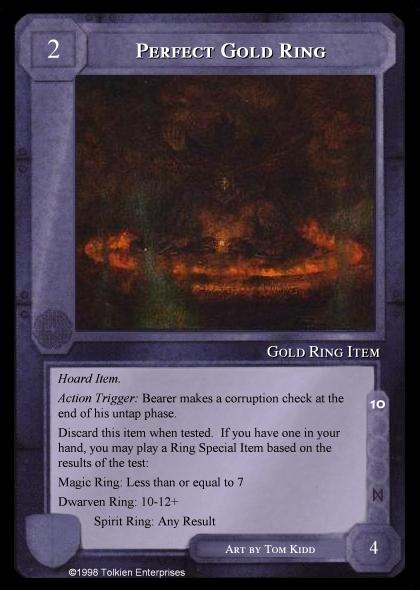 2
Perfect Gold Ring
Gold Ring Item
Hoard Item.
Action Trigger: Bearer makes a corruption check at the
end of his untap phase.
Discard this item when tested. If you have one in your
hand, you may play a Ring Special Item based on the
results of the test:
Magic Ring: Less than or equal to 7
Dwarven Ring: 10-12+
Spirit Ring: Any Result
10
Art by Tom Kidd
4
©1998 Tolkien Enterprises